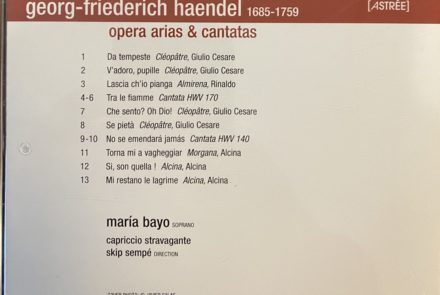 georg-friederich haendel 1685-1759 [ASTRÉE]
opera arias & cantatas
1 Da tempeste Cléopâtre, Giulio Cesare
2 V'adoro, pupille Cléopâtre, Giulio Cesare
3 Lascia ch'io pianga Almirena, Rinaldo
4-6 Tra le fiamme Cantata HWV 170
7 Che sento? Oh Dio! Cléopâtre, Giulio Cesare
8 Se pietà Cléopâtre, Giulio Cesare
9-10 No se emendará jamás Cantata HWV 140
11 Torna mi a vagheggiar Morgana, Alcina
12 Si, son quella ! Alcina, Alcina
13 Mi restano le lagrime Alcina, Alcina
maría bayo SOPRANO
capriccio stravagante
skip sempé DIRECTION